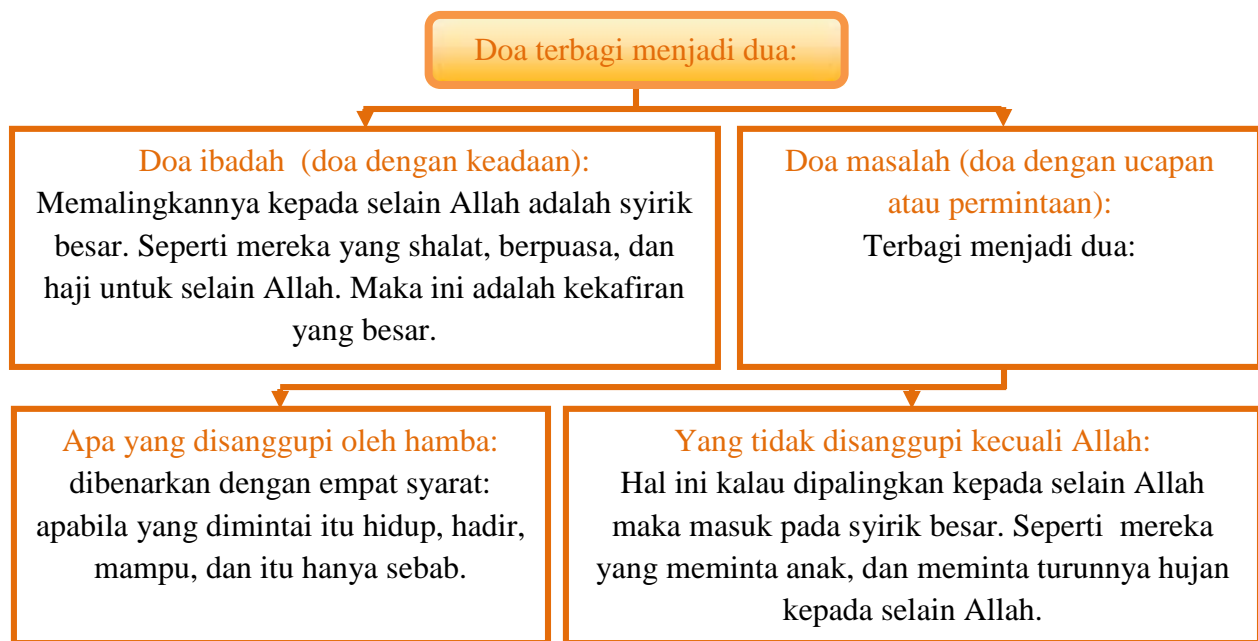 Doa terbagi menjadi dua:
Doa ibadah (doa dengan keadaan):
Memalingkannya kepada selain Allah adalah syirik
besar. Seperti mereka yang shalat, berpuasa, dan
haji untuk selain Allah. Maka ini adalah kekafiran
yang besar.
Doa masalah (doa dengan ucapan
atau permintaan):
Terbagi menjadi dua:
Apa yang disanggupi oleh hamba:
dibenarkan dengan empat syarat:
apabila yang dimintai itu hidup, hadir,
mampu, dan itu hanya sebab.
Yang tidak disanggupi kecuali Allah:
Hal ini kalau dipalingkan kepada selain Allah
maka masuk pada syirik besar. Seperti mereka
yang meminta anak, dan meminta turunnya hujan
kepada selain Allah.